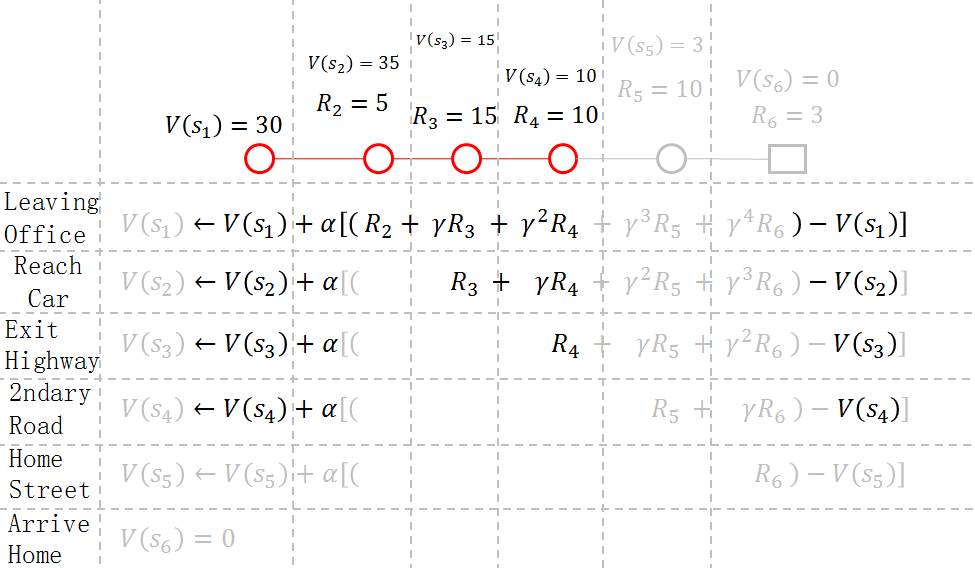 V(s₁) = 30
V(s₂) = 35
R₂ = 5
V(s₃) = 15
R₃ = 15
V(s₄) = 10
R₄ = 10
V(s₅) = 3
R₅ = 10
V(s₆) = 0
R₆ = 3
Leaving Office
V(s₁) ← V(s₁) + α[( R₂ + γR₃ + γ²R₄ + γ³R₅ + γ⁴R₆ ) − V(s₁)]
Reach Car
V(s₂) ← V(s₂) + α[( R₃ + γR₄ + γ²R₅ + γ³R₆ ) − V(s₂)]
Exit Highway
V(s₃) ← V(s₃) + α[( R₄ + γR₅ + γ²R₆ ) − V(s₃)]
2ndary Road
V(s₄) ← V(s₄) + α[( R₅ + γR₆ ) − V(s₄)]
Home Street
V(s₅) ← V(s₅) + α[( R₆ ) − V(s₅)]
Arrive Home
V(s₆) = 0